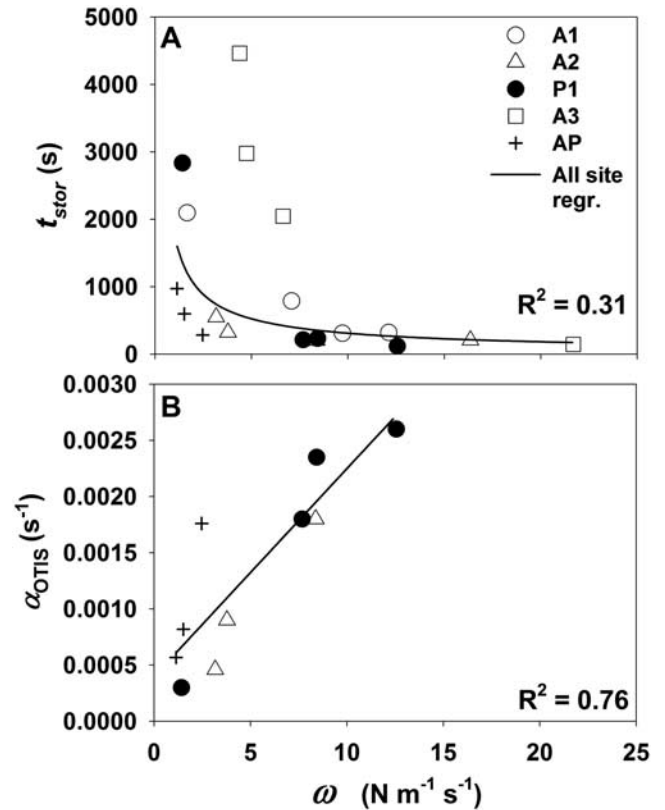 A
5000
4000
3000
2000
1000
0
t_stor (s)
A1
A2
P1
A3
AP
All site
regr.
R² = 0.31
B
0.0030
0.0025
0.0020
0.0015
0.0010
0.0005
0.0000
α_OTIS (s⁻¹)
R² = 0.76
0 5 10 15 20 25
ω (N m⁻¹ s⁻¹)